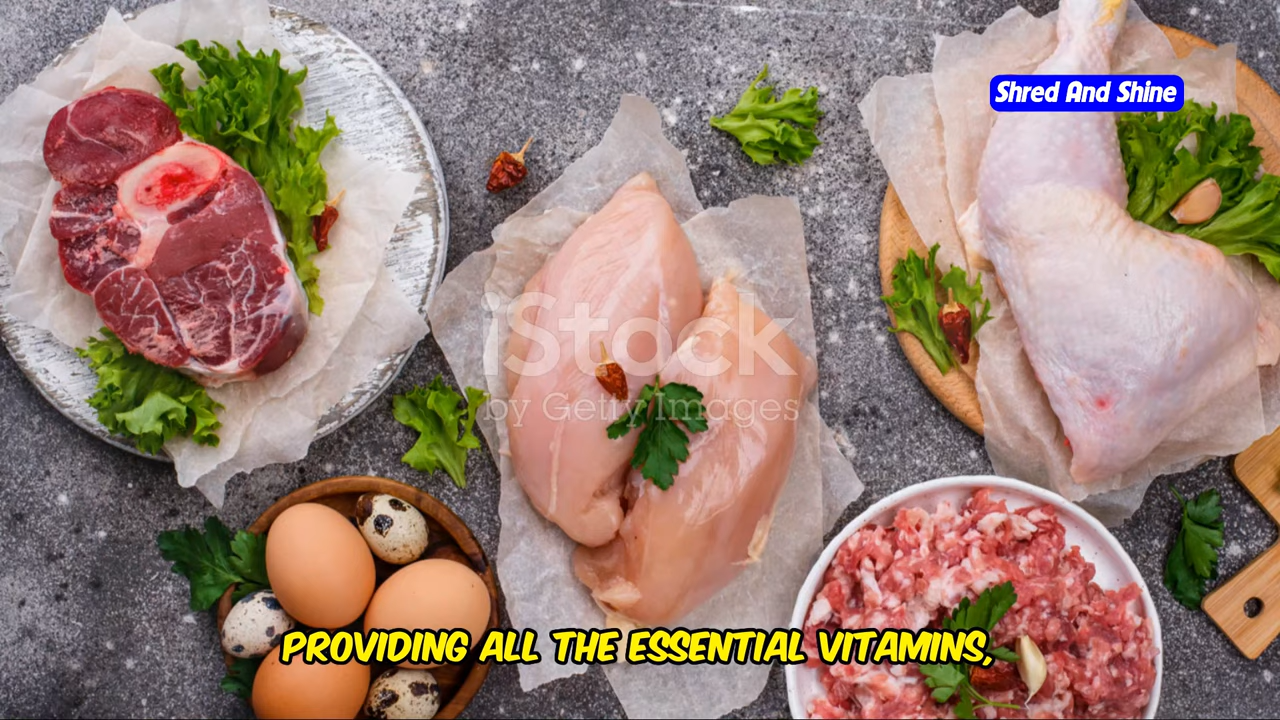 Shred And Shine
iStock
by Getty Images
PROVIDING ALL THE ESSENTIAL VITAMINS,